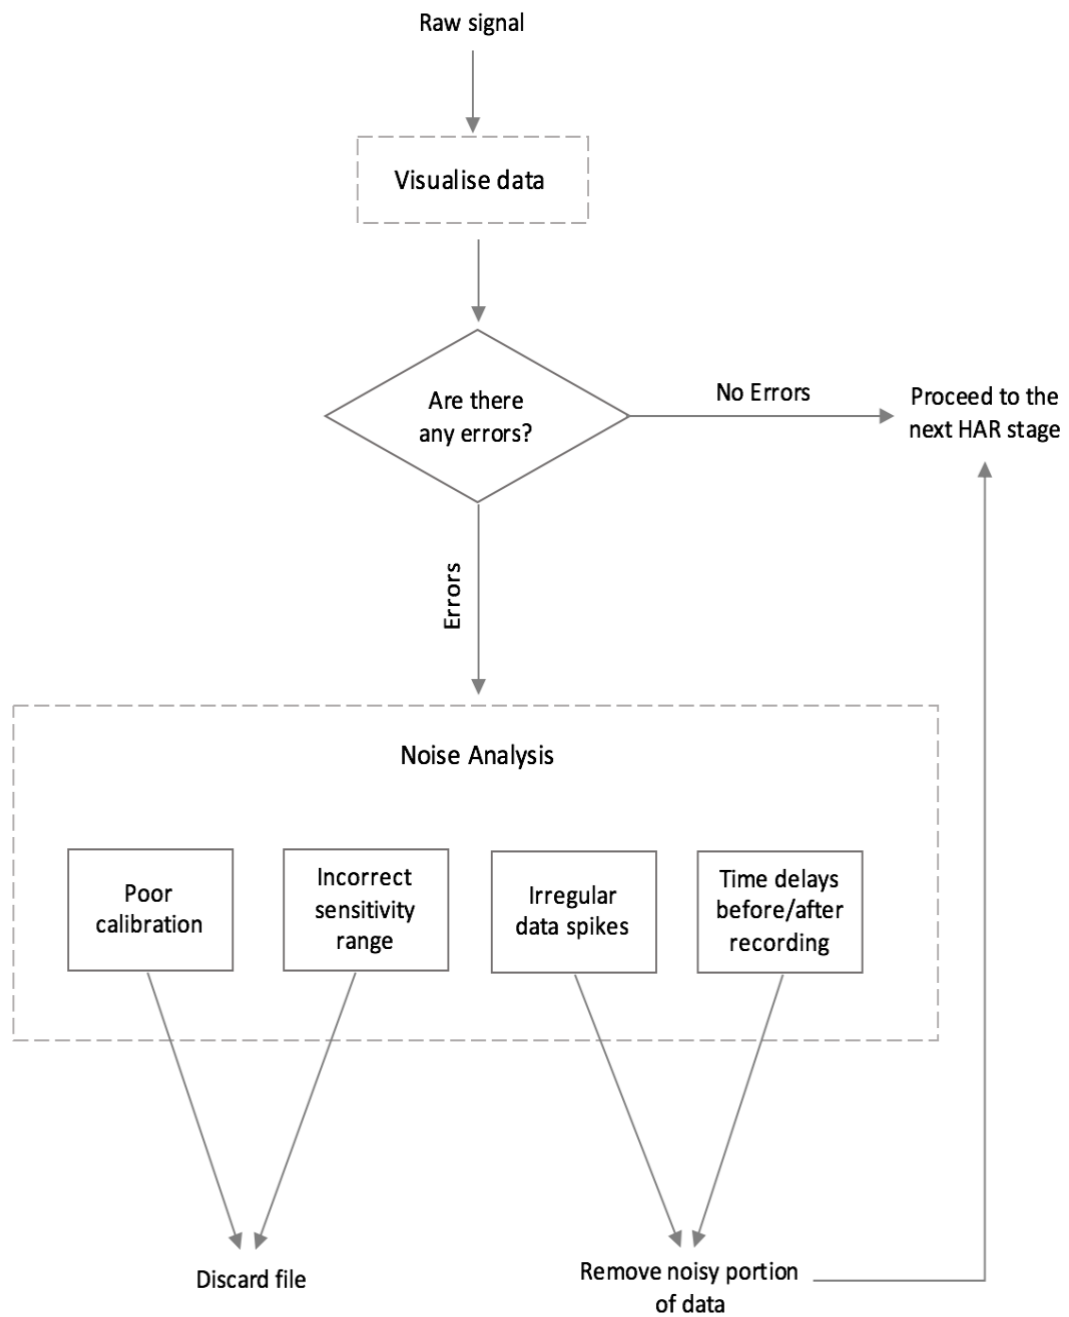 Raw signal
Visualise data
Are there
any errors?
No Errors
Proceed to the
next HAR stage
Errors
Noise Analysis
Poor
calibration
Incorrect
sensitivity
range
Irregular
data spikes
Time delays
before/after
recording
Discard file
Remove noisy portion
of data